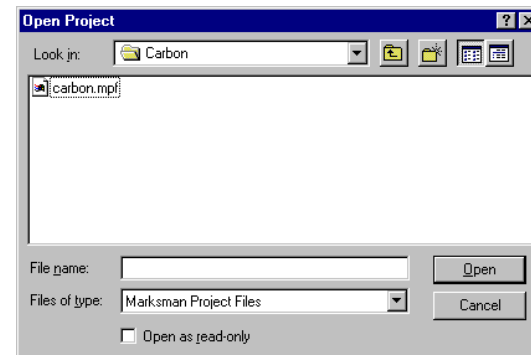 Open Project
Look in: Carbon
carbon.mpf
File name:
Open
Files of type: Marksman Project Files
Cancel
Open as read-only